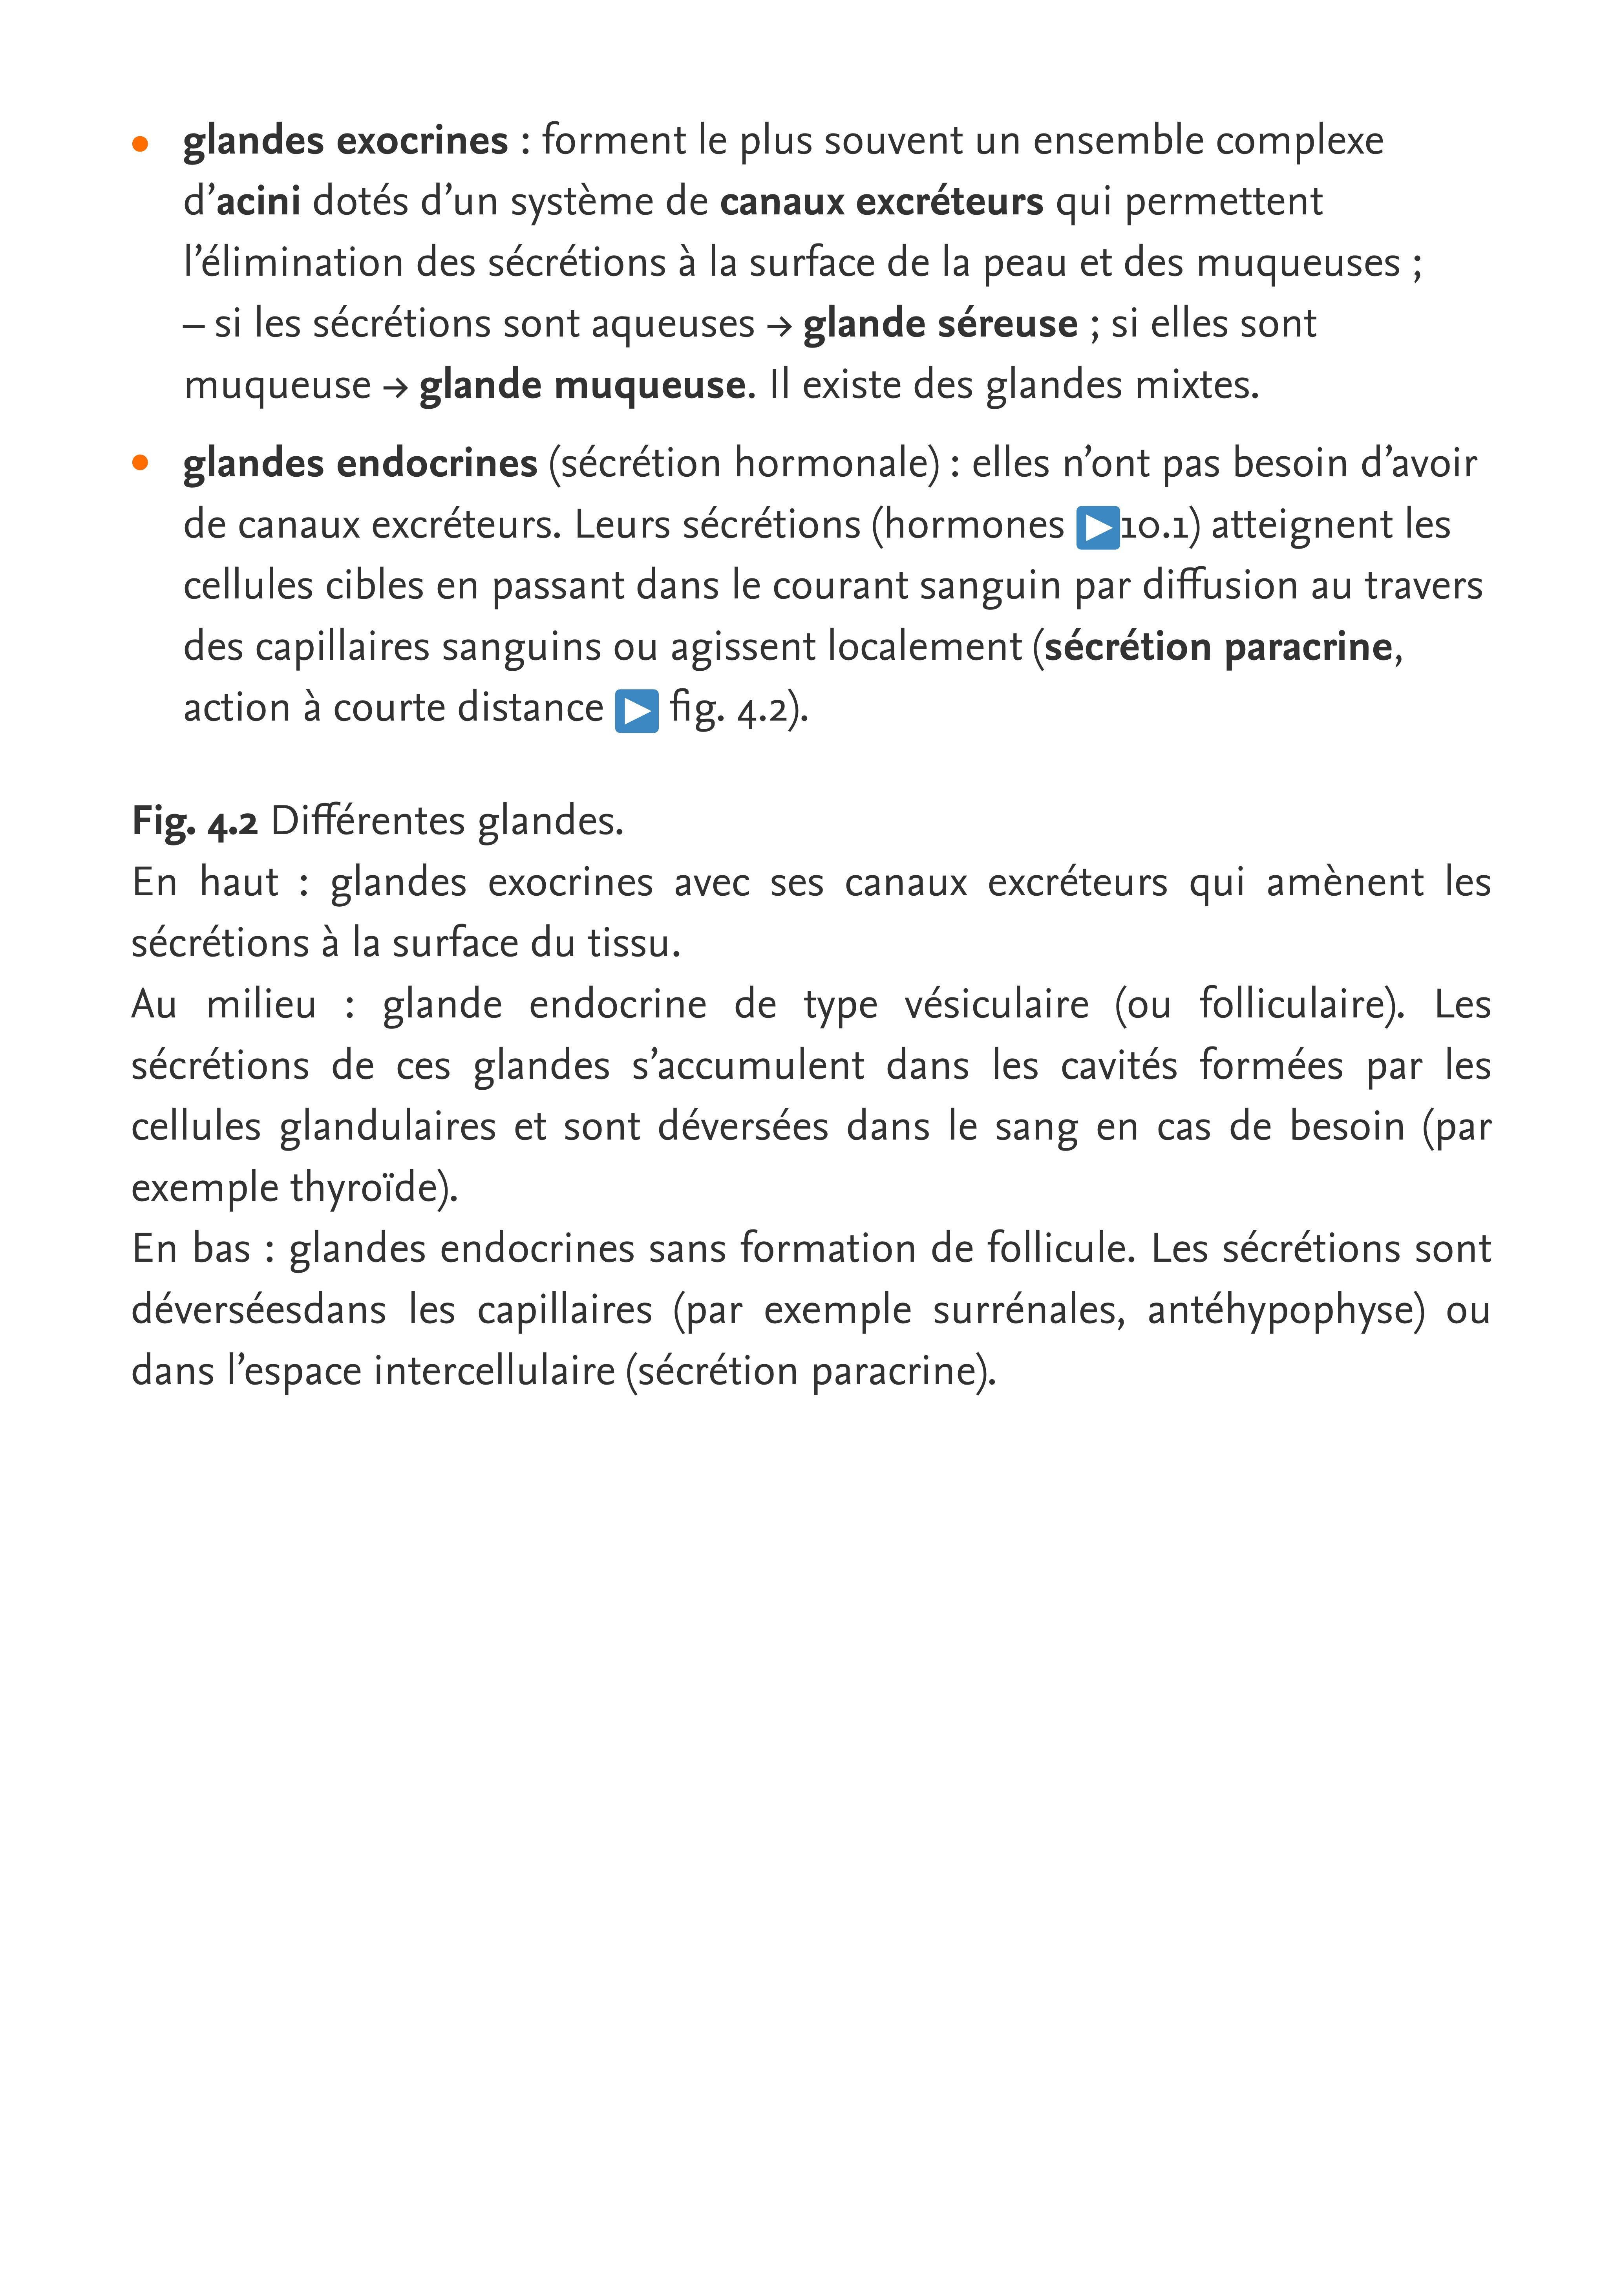 • glandes exocrines : forment le plus souvent un ensemble complexe
d’acini dotés d’un système de canaux excréteurs qui permettent
l’élimination des sécrétions à la surface de la peau et des muqueuses ;
– si les sécrétions sont aqueuses → glande séreuse ; si elles sont
muqueuse → glande muqueuse. Il existe des glandes mixtes.
• glandes endocrines (sécrétion hormonale) : elles n’ont pas besoin d’avoir
de canaux excréteurs. Leurs sécrétions (hormones ▶10.1) atteignent les
cellules cibles en passant dans le courant sanguin par diffusion au travers
des capillaires sanguins ou agissent localement (sécrétion paracrine,
action à courte distance ▶ fig. 4.2).
Fig. 4.2 Différentes glandes.
En haut : glandes exocrines avec ses canaux excréteurs qui amènent les
sécrétions à la surface du tissu.
Au milieu : glande endocrine de type vésiculaire (ou folliculaire). Les
sécrétions de ces glandes s’accumulent dans les cavités formées par les
cellules glandulaires et sont déversées dans le sang en cas de besoin (par
exemple thyroïde).
En bas : glandes endocrines sans formation de follicule. Les sécrétions sont
déverséesdans les capillaires (par exemple surrénales, antéhypophyse) ou
dans l’espace intercellulaire (sécrétion paracrine).